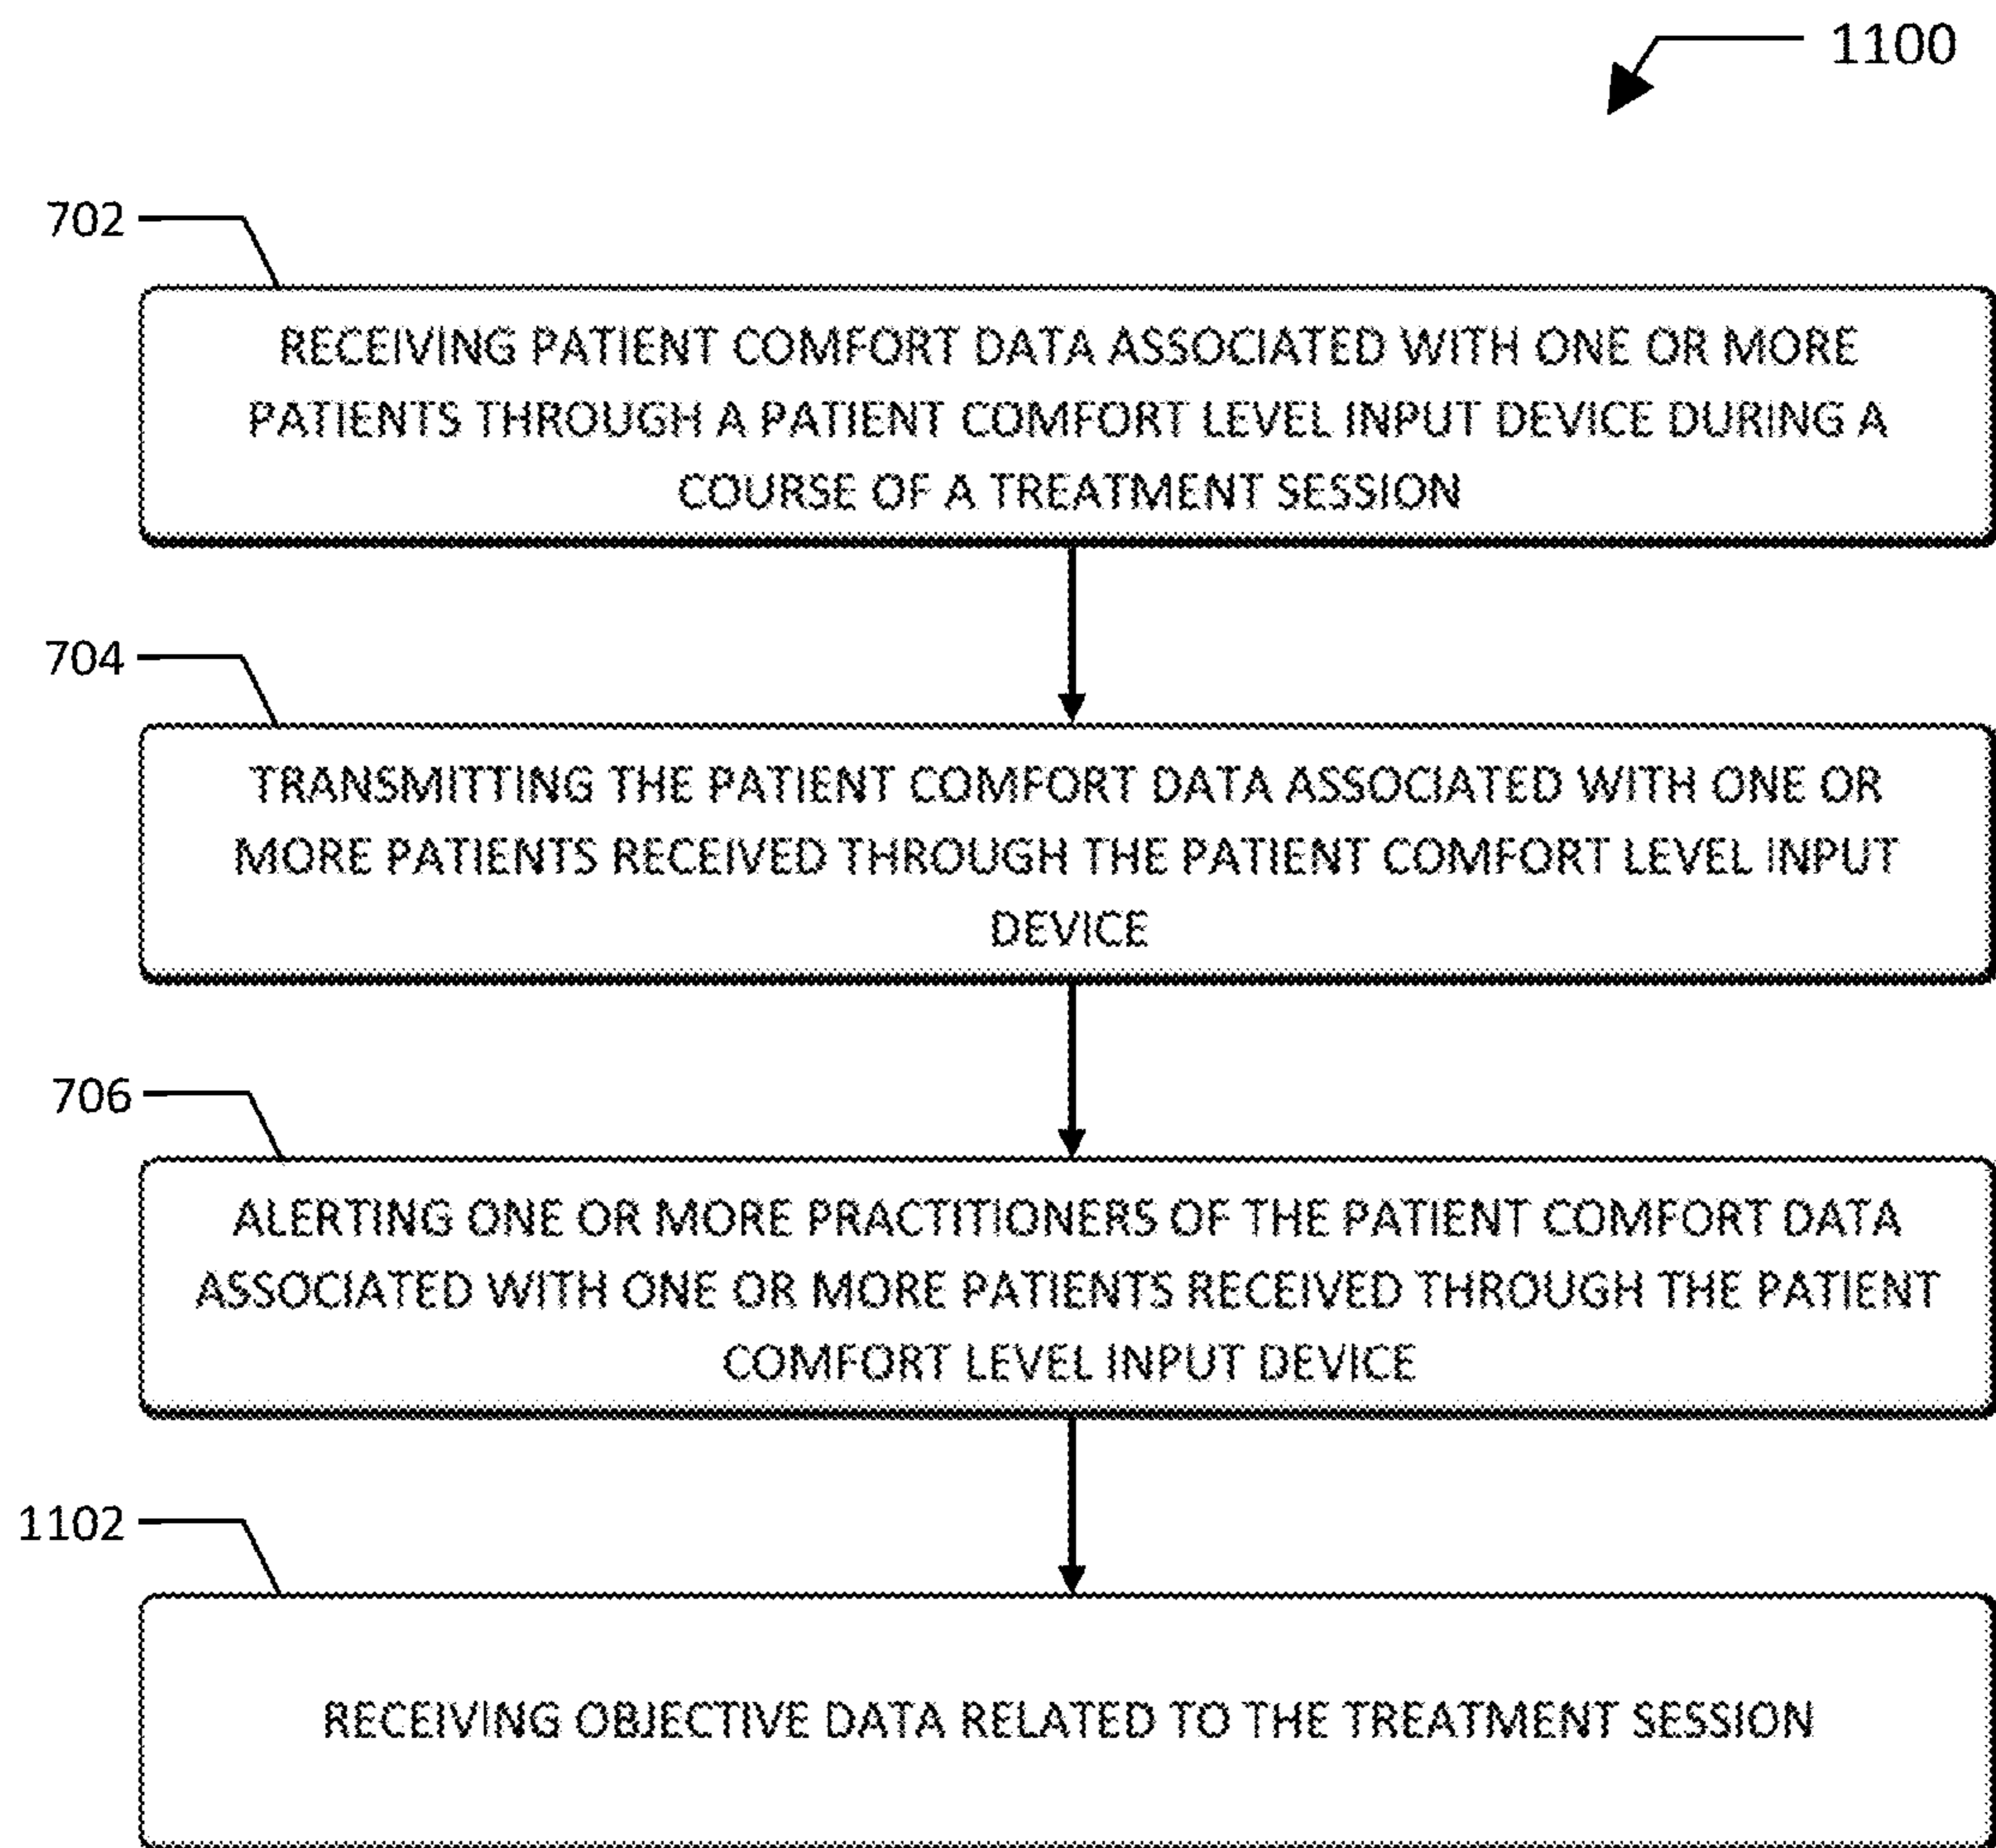 1100
702
RECEIVING PATIENT COMFORT DATA ASSOCIATED WITH ONE OR MORE
PATIENTS THROUGH A PATIENT COMFORT LEVEL INPUT DEVICE DURING A
COURSE OF A TREATMENT SESSION
704
TRANSMITTING THE PATIENT COMFORT DATA ASSOCIATED WITH ONE OR
MORE PATIENTS RECEIVED THROUGH THE PATIENT COMFORT LEVEL INPUT
DEVICE
706
ALERTING ONE OR MORE PRACTITIONERS OF THE PATIENT COMFORT DATA
ASSOCIATED WITH ONE OR MORE PATIENTS RECEIVED THROUGH THE PATIENT
COMFORT LEVEL INPUT DEVICE
1102
RECEIVING OBJECTIVE DATA RELATED TO THE TREATMENT SESSION